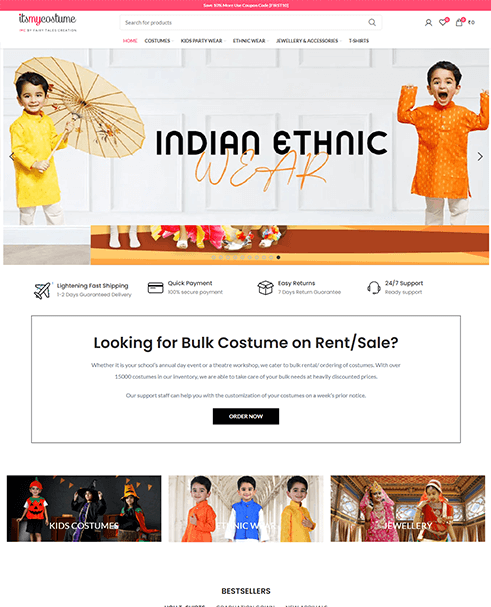 Save 10% More Use Coupon Code [FIRST10]
itsmycostume
Search for products
0
0
₹0
HOME COSTUMES KIDS PARTY WEAR ETHNIC WEAR JEWELLERY & ACCESSORIES T-SHIRTS
INDIAN ETHNIC
WEAR
Lightening Fast Shipping
1-2 Days Guaranteed Delivery
Quick Payment
100% secure payment
Easy Returns
7 Days Return Guarantee
24/7 Support
Ready support
Looking for Bulk Costume on Rent/Sale?
Whether it is your school's annual day event or a theatre workshop, we cater to bulk rental/ ordering of costumes. With over
15000 costumes in our inventory, we are able to take care of your bulk needs at heavily discounted prices.
Our support staff can help you with the customization of your costumes on a week's prior notice.
ORDER NOW
KIDS COSTUMES
ETHNIC WEAR
JEWELLERY
BESTSELLERS